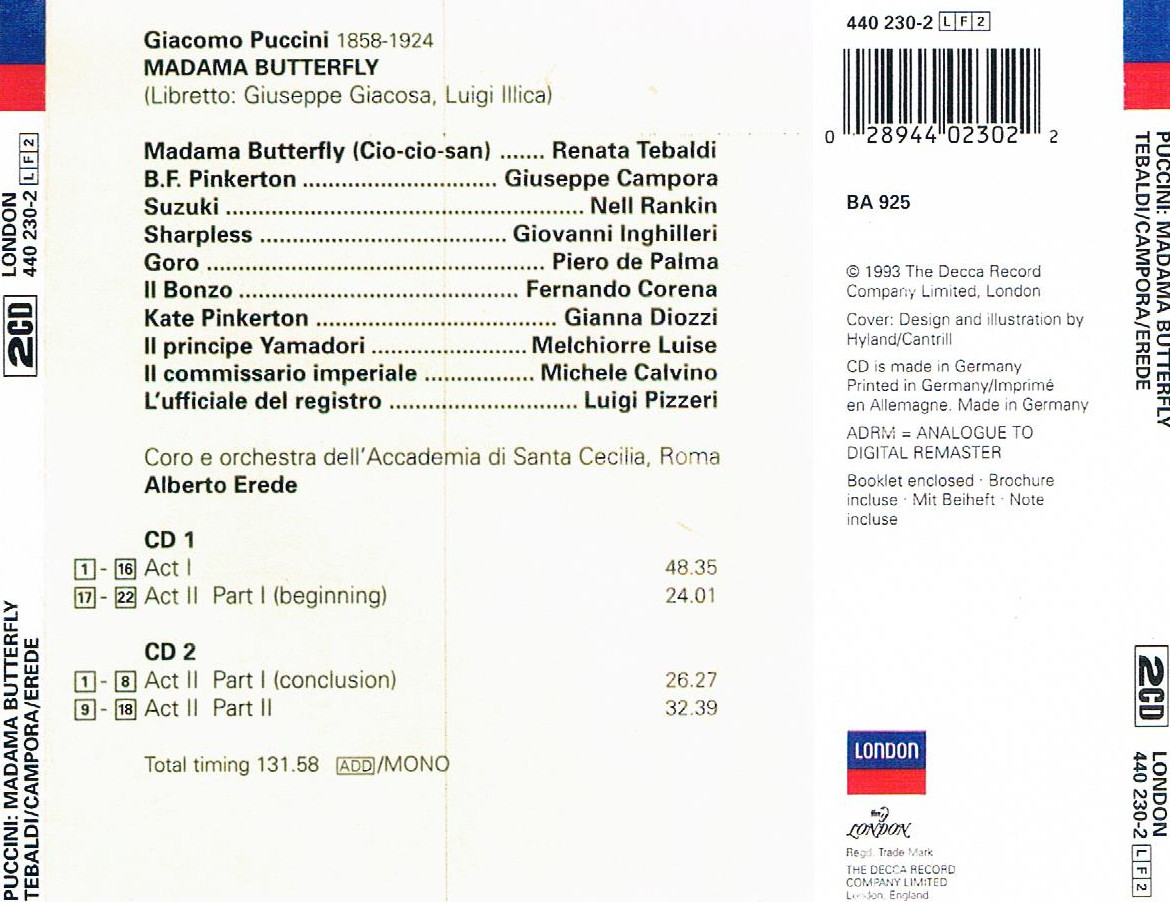 Giacomo Puccini 1858-1924
MADAMA BUTTERFLY
(Libretto: Giuseppe Giacosa, Luigi Illica)
Madama Butterfly (Cio-cio-san) ....... Renata Tebaldi
B.F. Pinkerton ............................ Giuseppe Campora
Suzuki .................................................... Nell Rankin
Sharpless ................................... Giovanni Inghilleri
Goro ................................................. Piero de Palma
Il Bonzo ........................................ Fernando Corena
Kate Pinkerton .................................. Gianna Diozzi
Il principe Yamadori ...................... Melchiorre Luise
Il commissario imperiale ................ Michele Calvino
L'ufficiale del registro ........................... Luigi Pizzeri
Coro e orchestra dell'Accademia di Santa Cecilia, Roma
Alberto Erede
CD 1
1 - 16 Act I 48.35
17 - 22 Act II Part I (beginning) 24.01
CD 2
1 - 8 Act II Part I (conclusion) 26.27
9 - 18 Act II Part II 32.39
Total timing 131.58 ADD/MONO
440 230-2 LF2
0 28944 02302 2
BA 925
© 1993 The Decca Record
Company Limited, London
Cover: Design and illustration by
Hyland/Cantrill
CD is made in Germany
Printed in Germany/Imprimé
en Allemagne. Made in Germany
ADRM = ANALOGUE TO
DIGITAL REMASTER
Booklet enclosed · Brochure
incluse · Mit Beiheft · Note
incluse
LONDON
LONDON
Regd. Trade Mark
THE DECCA RECORD
COMPANY LIMITED
London, England
PUCCINI: MADAMA BUTTERFLY
TEBALDI/CAMPORA/EREDE
2CD
LONDON
440 230-2 LF2
PUCCINI: MADAMA BUTTERFLY
TEBALDI/CAMPORA/EREDE
2CD
LONDON
440 230-2 LF2